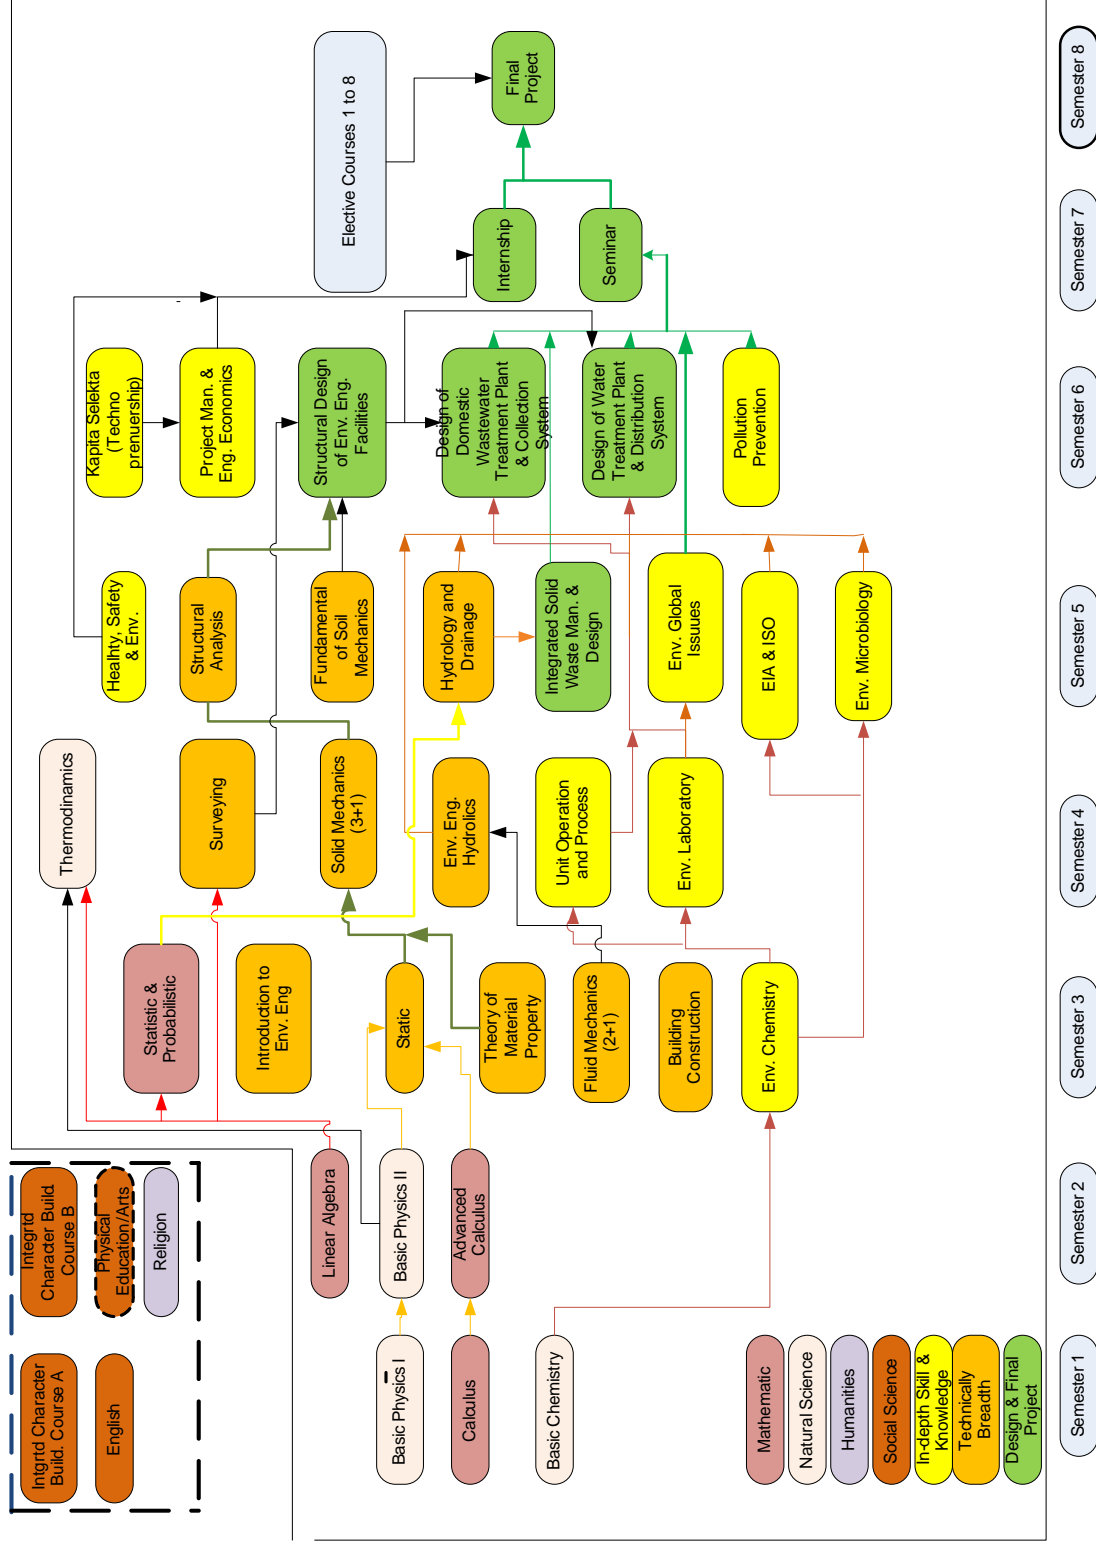 Intgrtd Character
Build. Course A
English
Basic Physics I
Calculus
Basic Chemistry
Mathematic
Natural Science
Humanities
Social Science
In-depth Skill &
Knowledge
Technically
Breadth
Design & Final
Project
Semester 1
Integrtd
Character Build.
Course B
Physical
Education/Arts
Religion
Linear Algebra
Basic Physics II
Advanced
Calculus
Semester 2
Statistic &
Probabilistic
Introduction to
Env. Eng
Static
Theory of
Material
Property
Fluid Mechanics
(2+1)
Building
Construction
Env. Chemistry
Semester 3
Thermodinamics
Surveying
Solid Mechanics
(3+1)
Env. Eng.
Hydrolics
Unit Operation
and Process
Env. Laboratory
Semester 4
Healhty, Safety
& Env.
Structural
Analysis
Fundamental
of Soil
Mechanics
Hydrology and
Drainage
Integrated Solid
Waste Man. &
Design
Env. Global
Issuues
EIA & ISO
Env. Microbiology
Semester 5
Kapita Selekta
(Techno
prenuership)
Project Man. &
Eng. Economics
Structural Design
of Env. Eng.
Facilities
Design of
Domestic
Wastewater
Treatment Plant
& Collection
System
Design of Water
Treatment Plant
& Distribution
System
Pollution
Prevention
Semester 6
Elective Courses 1 to 8
Internship
Seminar
Semester 7
Final
Project
Semester 8